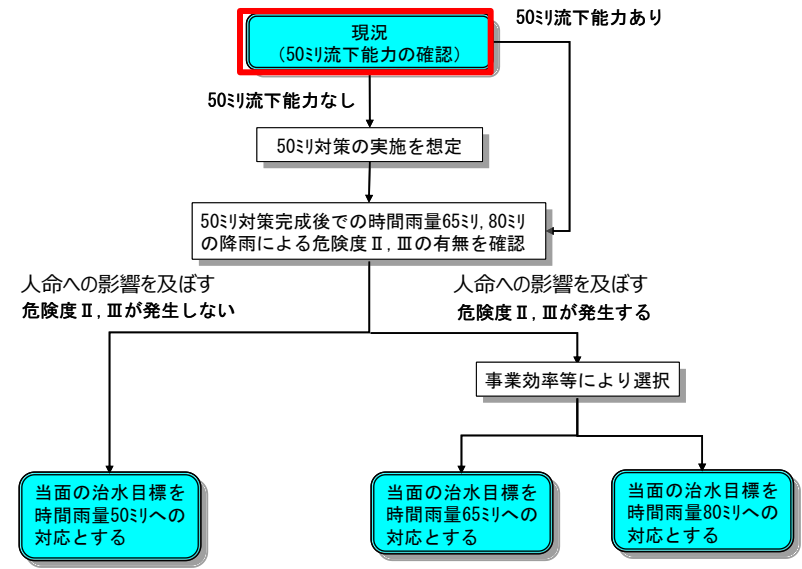 50ミリ流下能力あり
現況
（50ミリ流下能力の確認）
50ミリ流下能力なし
50ミリ対策の実施を想定
50ミリ対策完成後での時間雨量65ミリ,80ミリ
の降雨による危険度Ⅱ,Ⅲの有無を確認
人命への影響を及ぼす
危険度Ⅱ,Ⅲが発生しない
人命への影響を及ぼす
危険度Ⅱ,Ⅲが発生する
事業効率等により選択
当面の治水目標を
時間雨量50ミリへの
対応とする
当面の治水目標を
時間雨量65ミリへの
対応とする
当面の治水目標を
時間雨量80ミリへの
対応とする